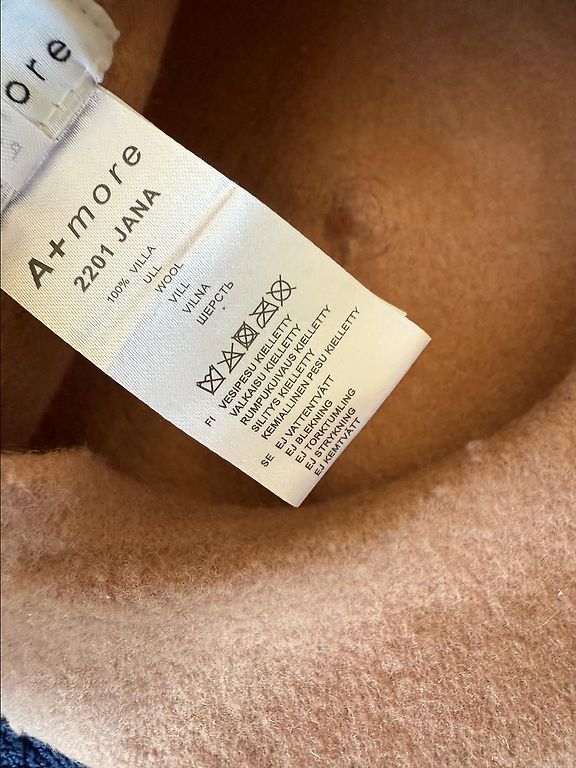 ore
A+more
2201 JANA
100% VILLA
ULL
WOOL
VILL
VILNA
ШЕРСТЬ
FI VESIPESU KIELLETTY
VALKAISU KIELLETTY
RUMPUKUIVAUS KIELLETTY
SILITYS KIELLETTY
KEMIALLINEN PESU KIELLETTY
SE EJ VATTENTVÄTT
EJ BLEKNING
EJ TORKTUMLING
EJ STRYKNING
EJ KEMTVÄTT